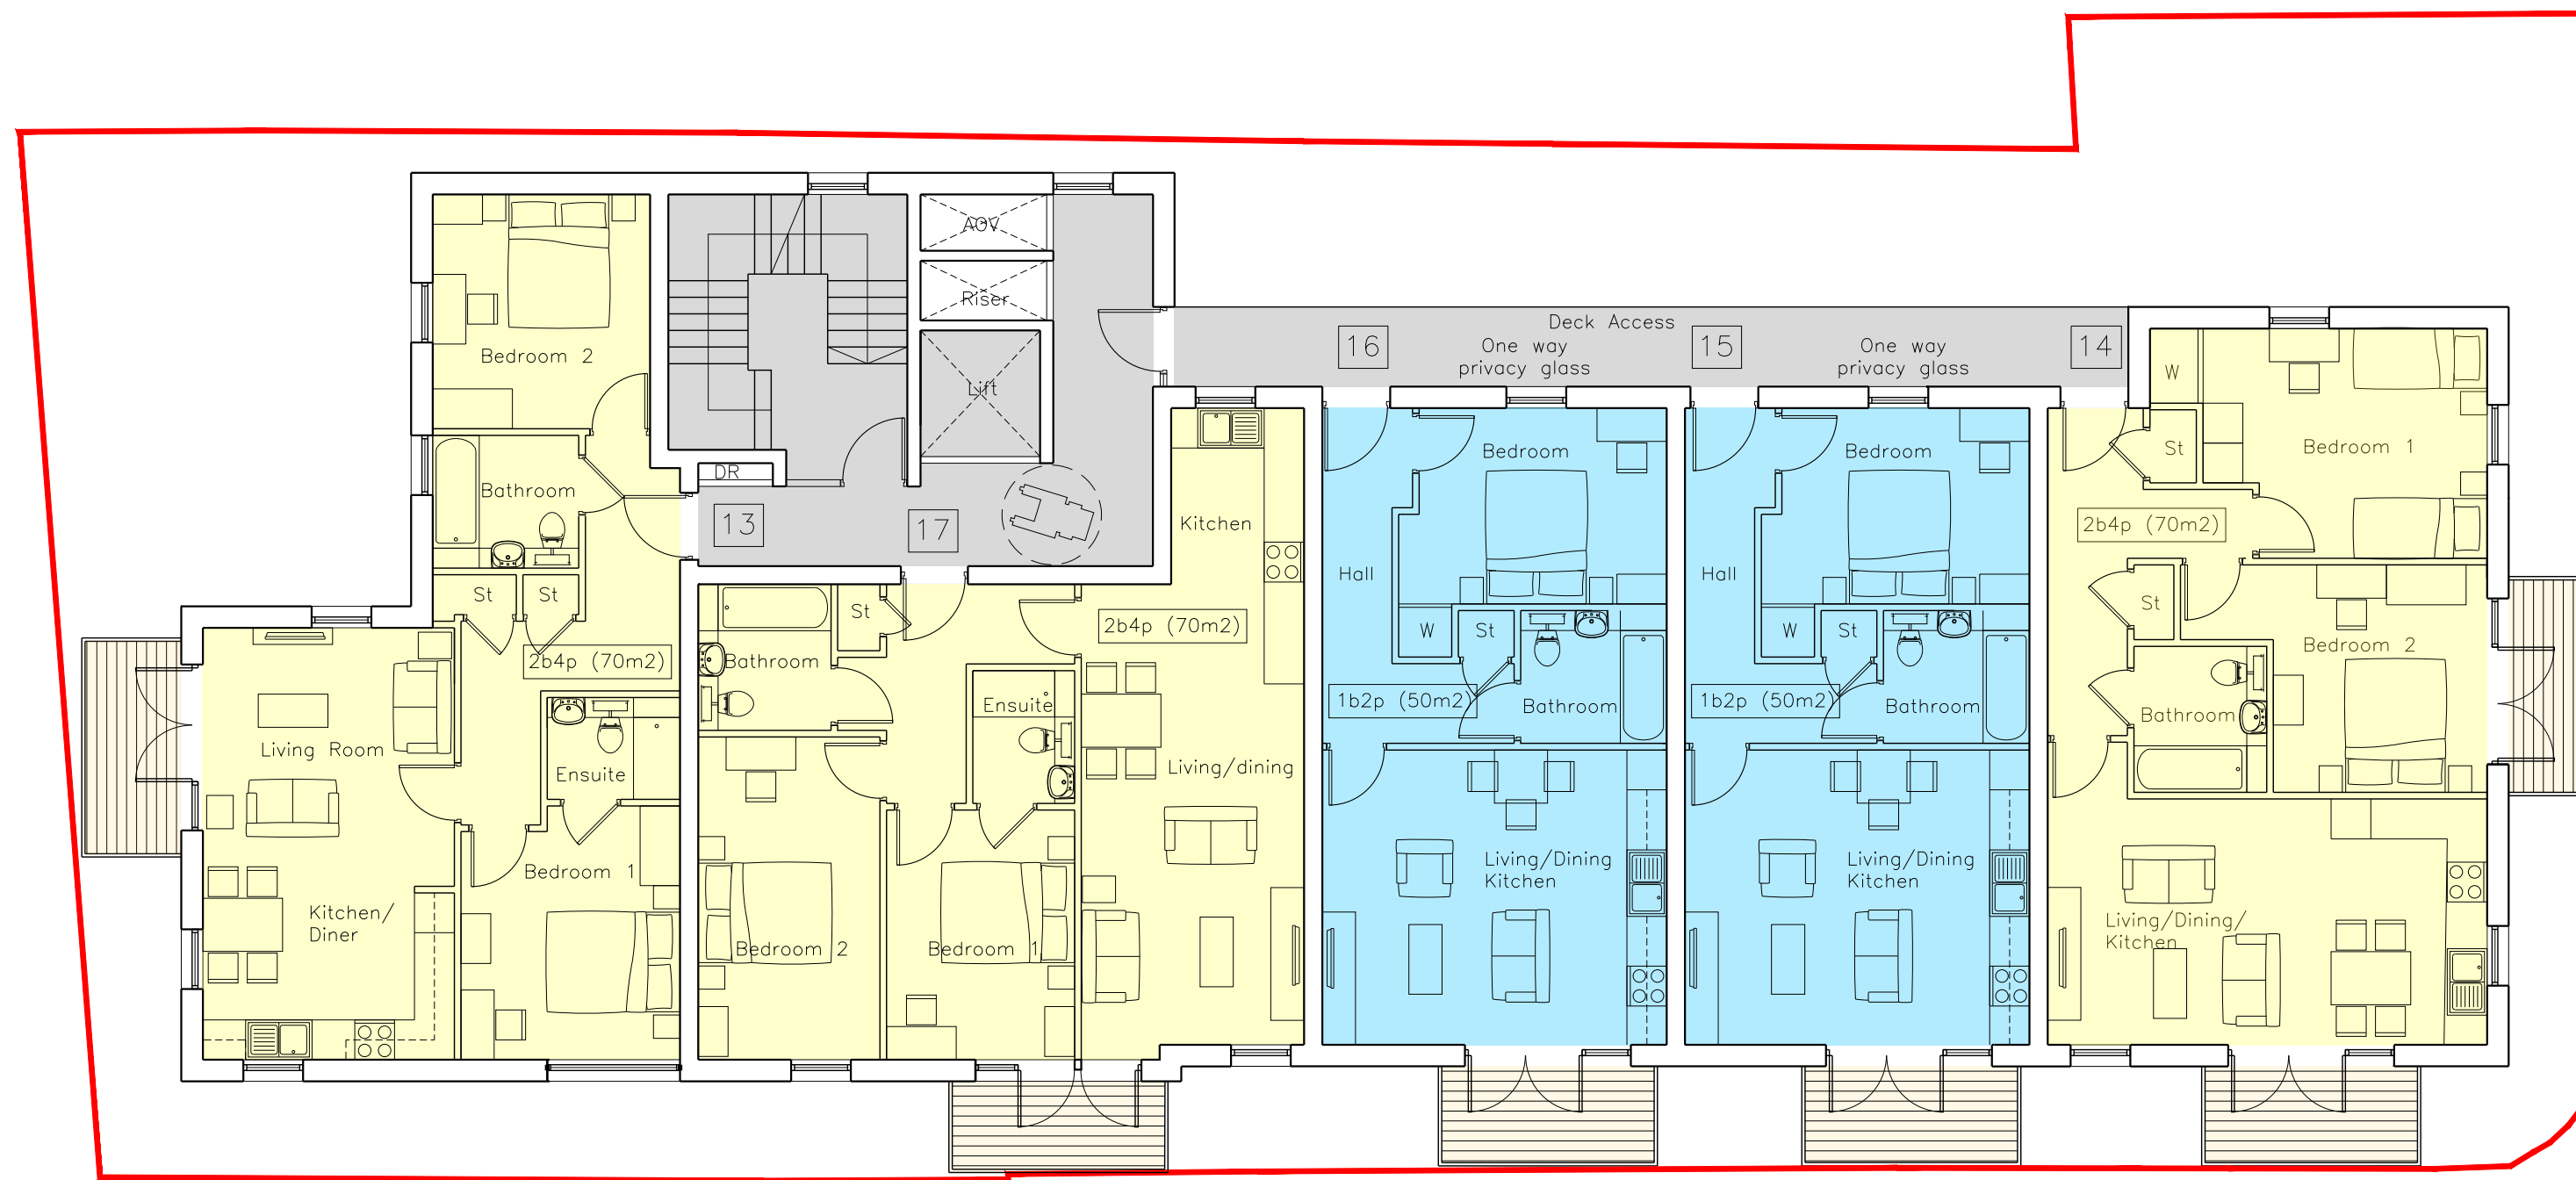 AOV
Riser
Lift
Deck Access
16
One way
privacy glass
15
One way
privacy glass
14
Bedroom 2
W
Bedroom 1
St
Bedroom
Bedroom
DR
Bathroom
13
17
Kitchen
2b4p (70m2)
Hall
Hall
St
St
St
2b4p (70m2)
W
St
W
St
St
Bedroom 2
2b4p (70m2)
Bathroom
Ensuite
1b2p (50m2)
Bathroom
1b2p (50m2)
Bathroom
Bathroom
Living Room
Ensuite
Living/dining
Bedroom 1
Living/Dining
Kitchen
Living/Dining
Kitchen
Kitchen/
Diner
Bedroom 2
Bedroom 1
Living/Dining/
Kitchen